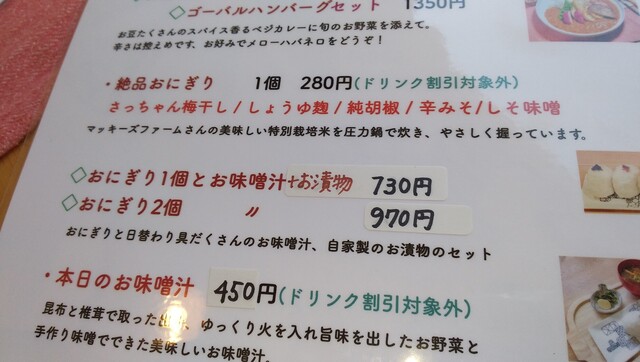 ◇ゴーバルハンバーグセット 1350円
お豆たくさんのスパイス香るベジカレーに旬のお野菜を添えて。
辛さは控えめです、お好みでメローハバネロをどうぞ！
・絶品おにぎり 1個 280円(ドリンク割引対象外)
さっちゃん梅干し/しょうゆ麹/純胡椒/辛みそ/しそ味噌
マッキーズファームさんの美味しい特別栽培米を圧力鍋で炊き、やさしく握っています。
◇おにぎり1個とお味噌汁+お漬物 730円
◇おにぎり2個 〃 970円
おにぎりと日替わり具だくさんのお味噌汁、自家製のお漬物のセット
・本日のお味噌汁 450円(ドリンク割引対象外)
昆布と椎茸で取った出 、ゆっくり火を入れ旨味を出したお野菜と
手作り味噌でできた美味しいお味噌汁。